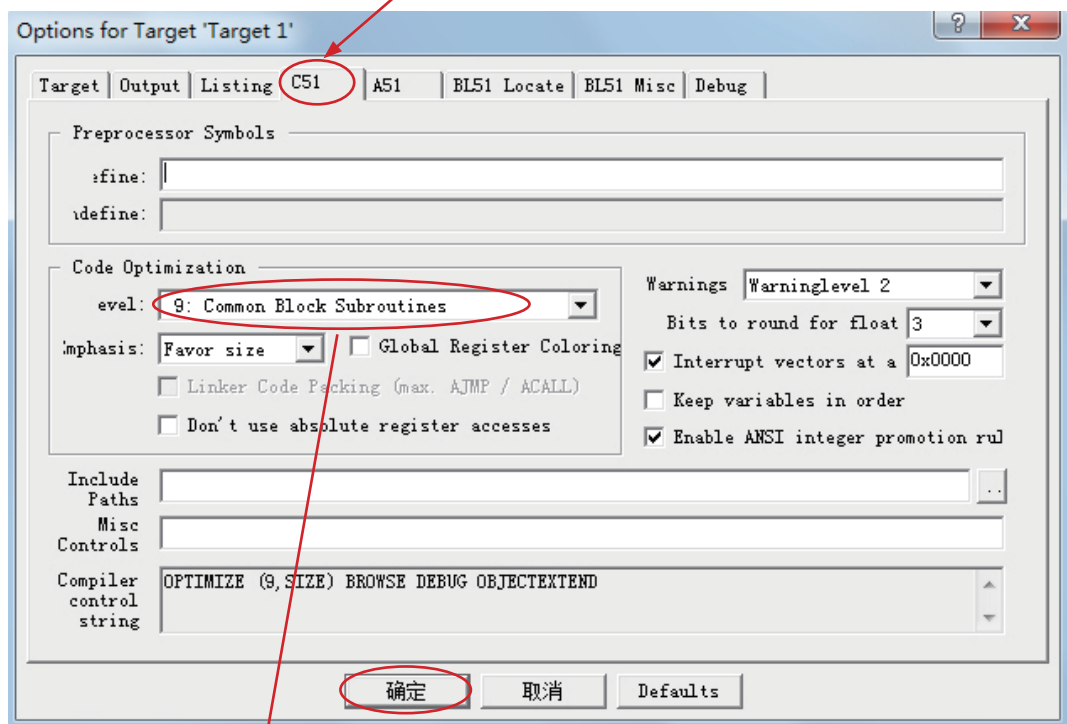 Options for Target 'Target 1'
Target Output Listing C51 A51 BL51 Locate BL51 Misc Debug
Preprocessor Symbols
efine:
define:
Code Optimization
evel: 9: Common Block Subroutines
Warnings Warninglevel 2
Bits to round for float 3
mphasis: Favor size Global Register Coloring
Interrupt vectors at a 0x0000
Linker Code Packing (max. AJMP / ACALL)
Keep variables in order
Don't use absolute register accesses
Enable ANSI integer promotion rul
Include
Paths
..
Misc
Controls
Compiler
control
string
OPTIMIZE (9,SIZE) BROWSE DEBUG OBJECTEXTEND
确定 取消 Defaults